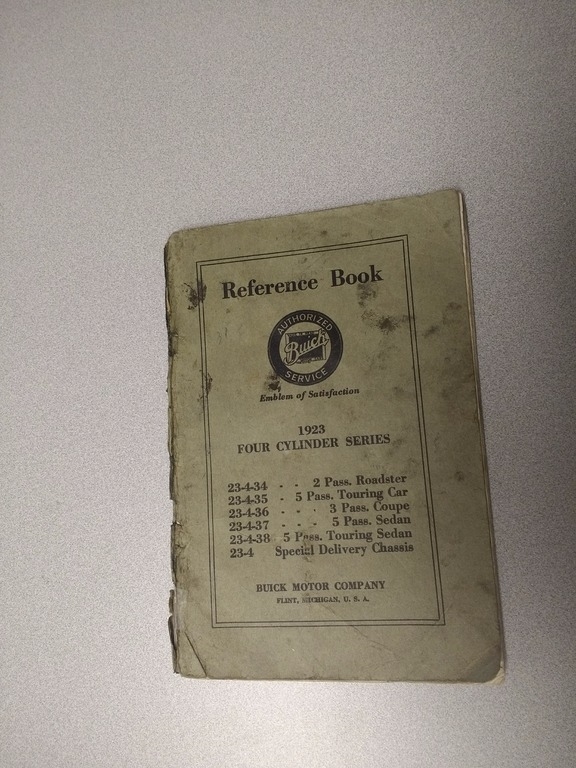 Reference Book
AUTHORIZED
Buick
SERVICE
Emblem of Satisfaction
1923
FOUR CYLINDER SERIES
23-4-34 - - 2 Pass. Roadster
23-4-35 - 5 Pass. Touring Car
23-4-36 - - - 3 Pass. Coupe
23-4-37 - - - 5 Pass. Sedan
23-4-38 5 Pass. Touring Sedan
23-4 Special Delivery Chassis
BUICK MOTOR COMPANY
FLINT, MICHIGAN, U. S. A.